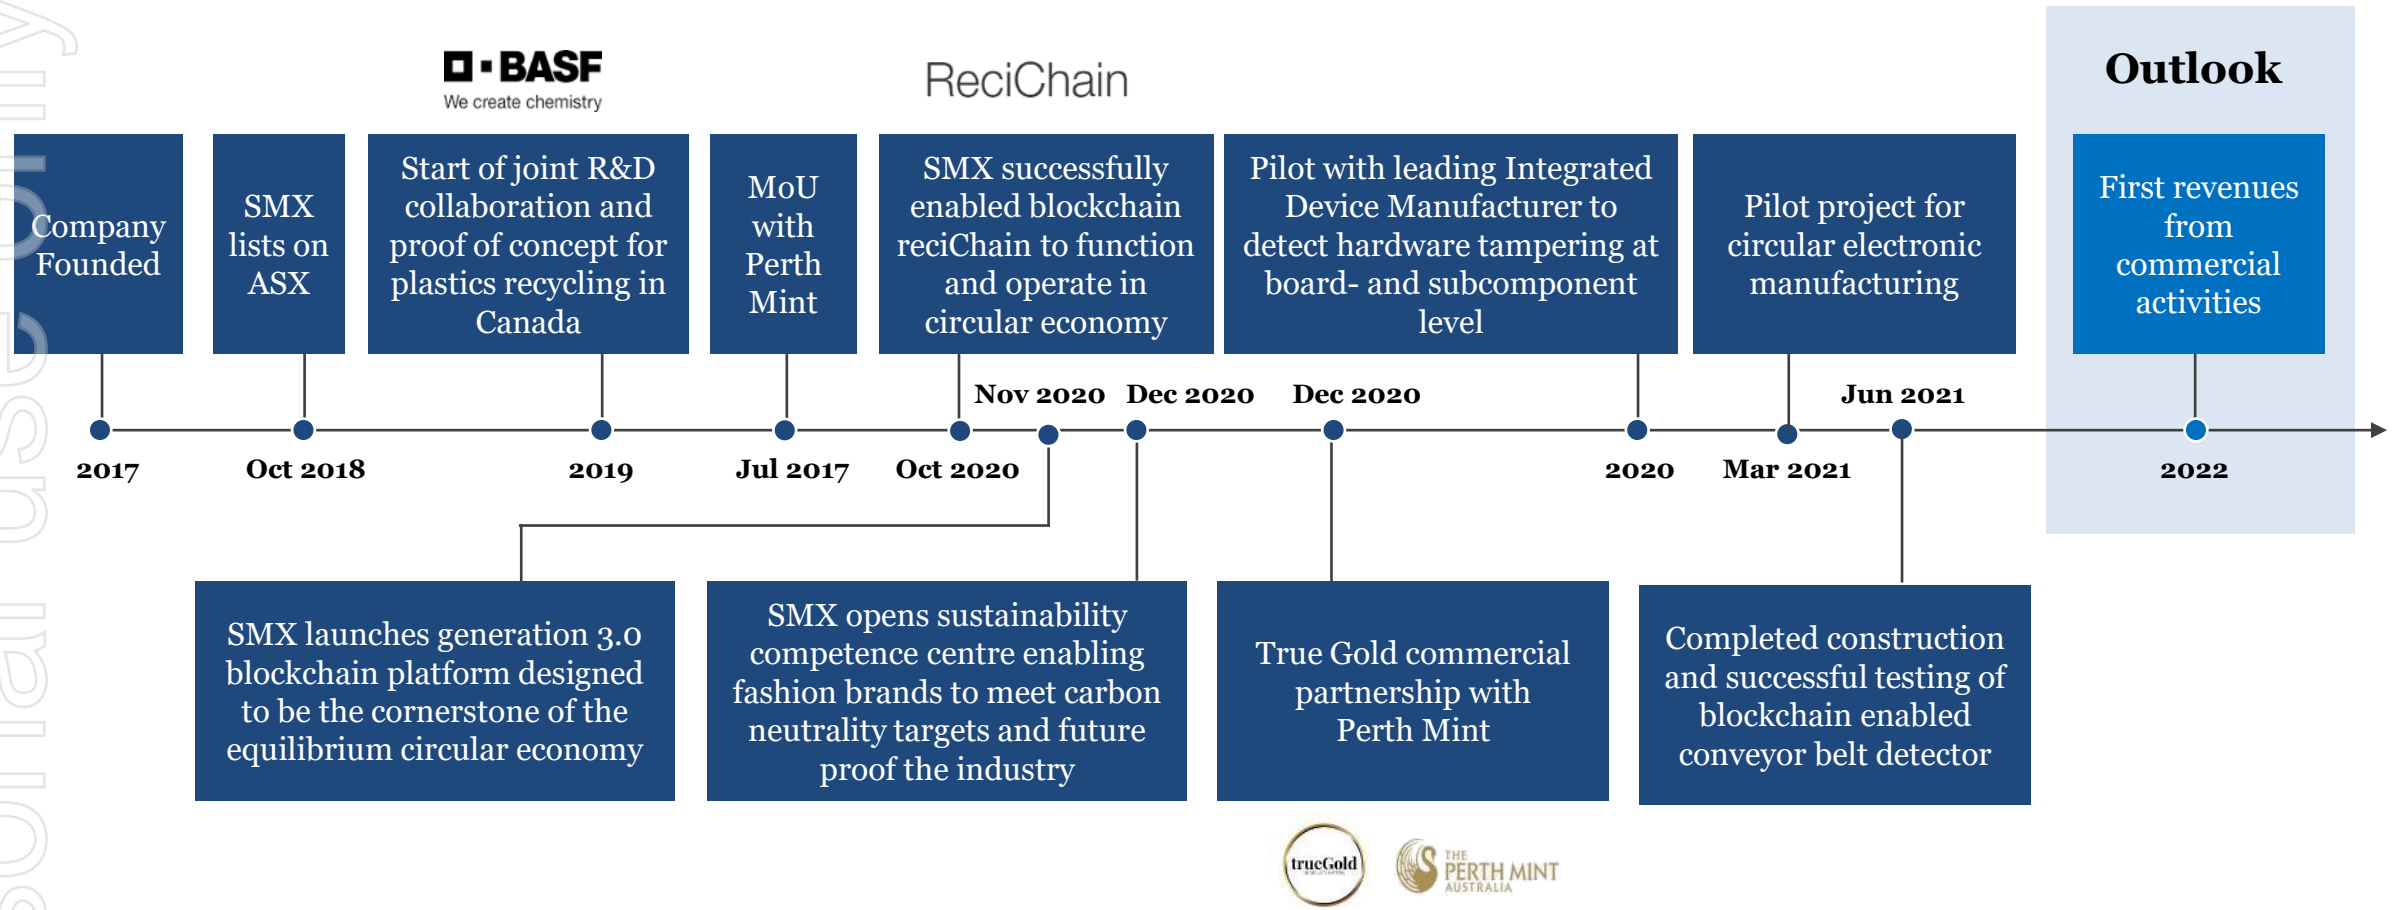 BASF
We create chemistry
ReciChain
Outlook
Company
Founded
SMX
lists on
ASX
Start of joint R&D
collaboration and
proof of concept for
plastics recycling in
Canada
MoU
with
Perth
Mint
SMX successfully
enabled blockchain
reciChain to function
and operate in
circular economy
Pilot with leading Integrated
Device Manufacturer to
detect hardware tampering at
board- and subcomponent
level
Pilot project for
circular electronic
manufacturing
First revenues
from
commercial
activities
Nov 2020
Dec 2020
Dec 2020
Jun 2021
2017
Oct 2018
2019
Jul 2017
Oct 2020
2020
Mar 2021
2022
SMX launches generation 3.0
blockchain platform designed
to be the cornerstone of the
equilibrium circular economy
SMX opens sustainability
competence centre enabling
fashion brands to meet carbon
neutrality targets and future
proof the industry
True Gold commercial
partnership with
Perth Mint
Completed construction
and successful testing of
blockchain enabled
conveyor belt detector
trueGold
THE
PERTH MINT
AUSTRALIA
sonal use only